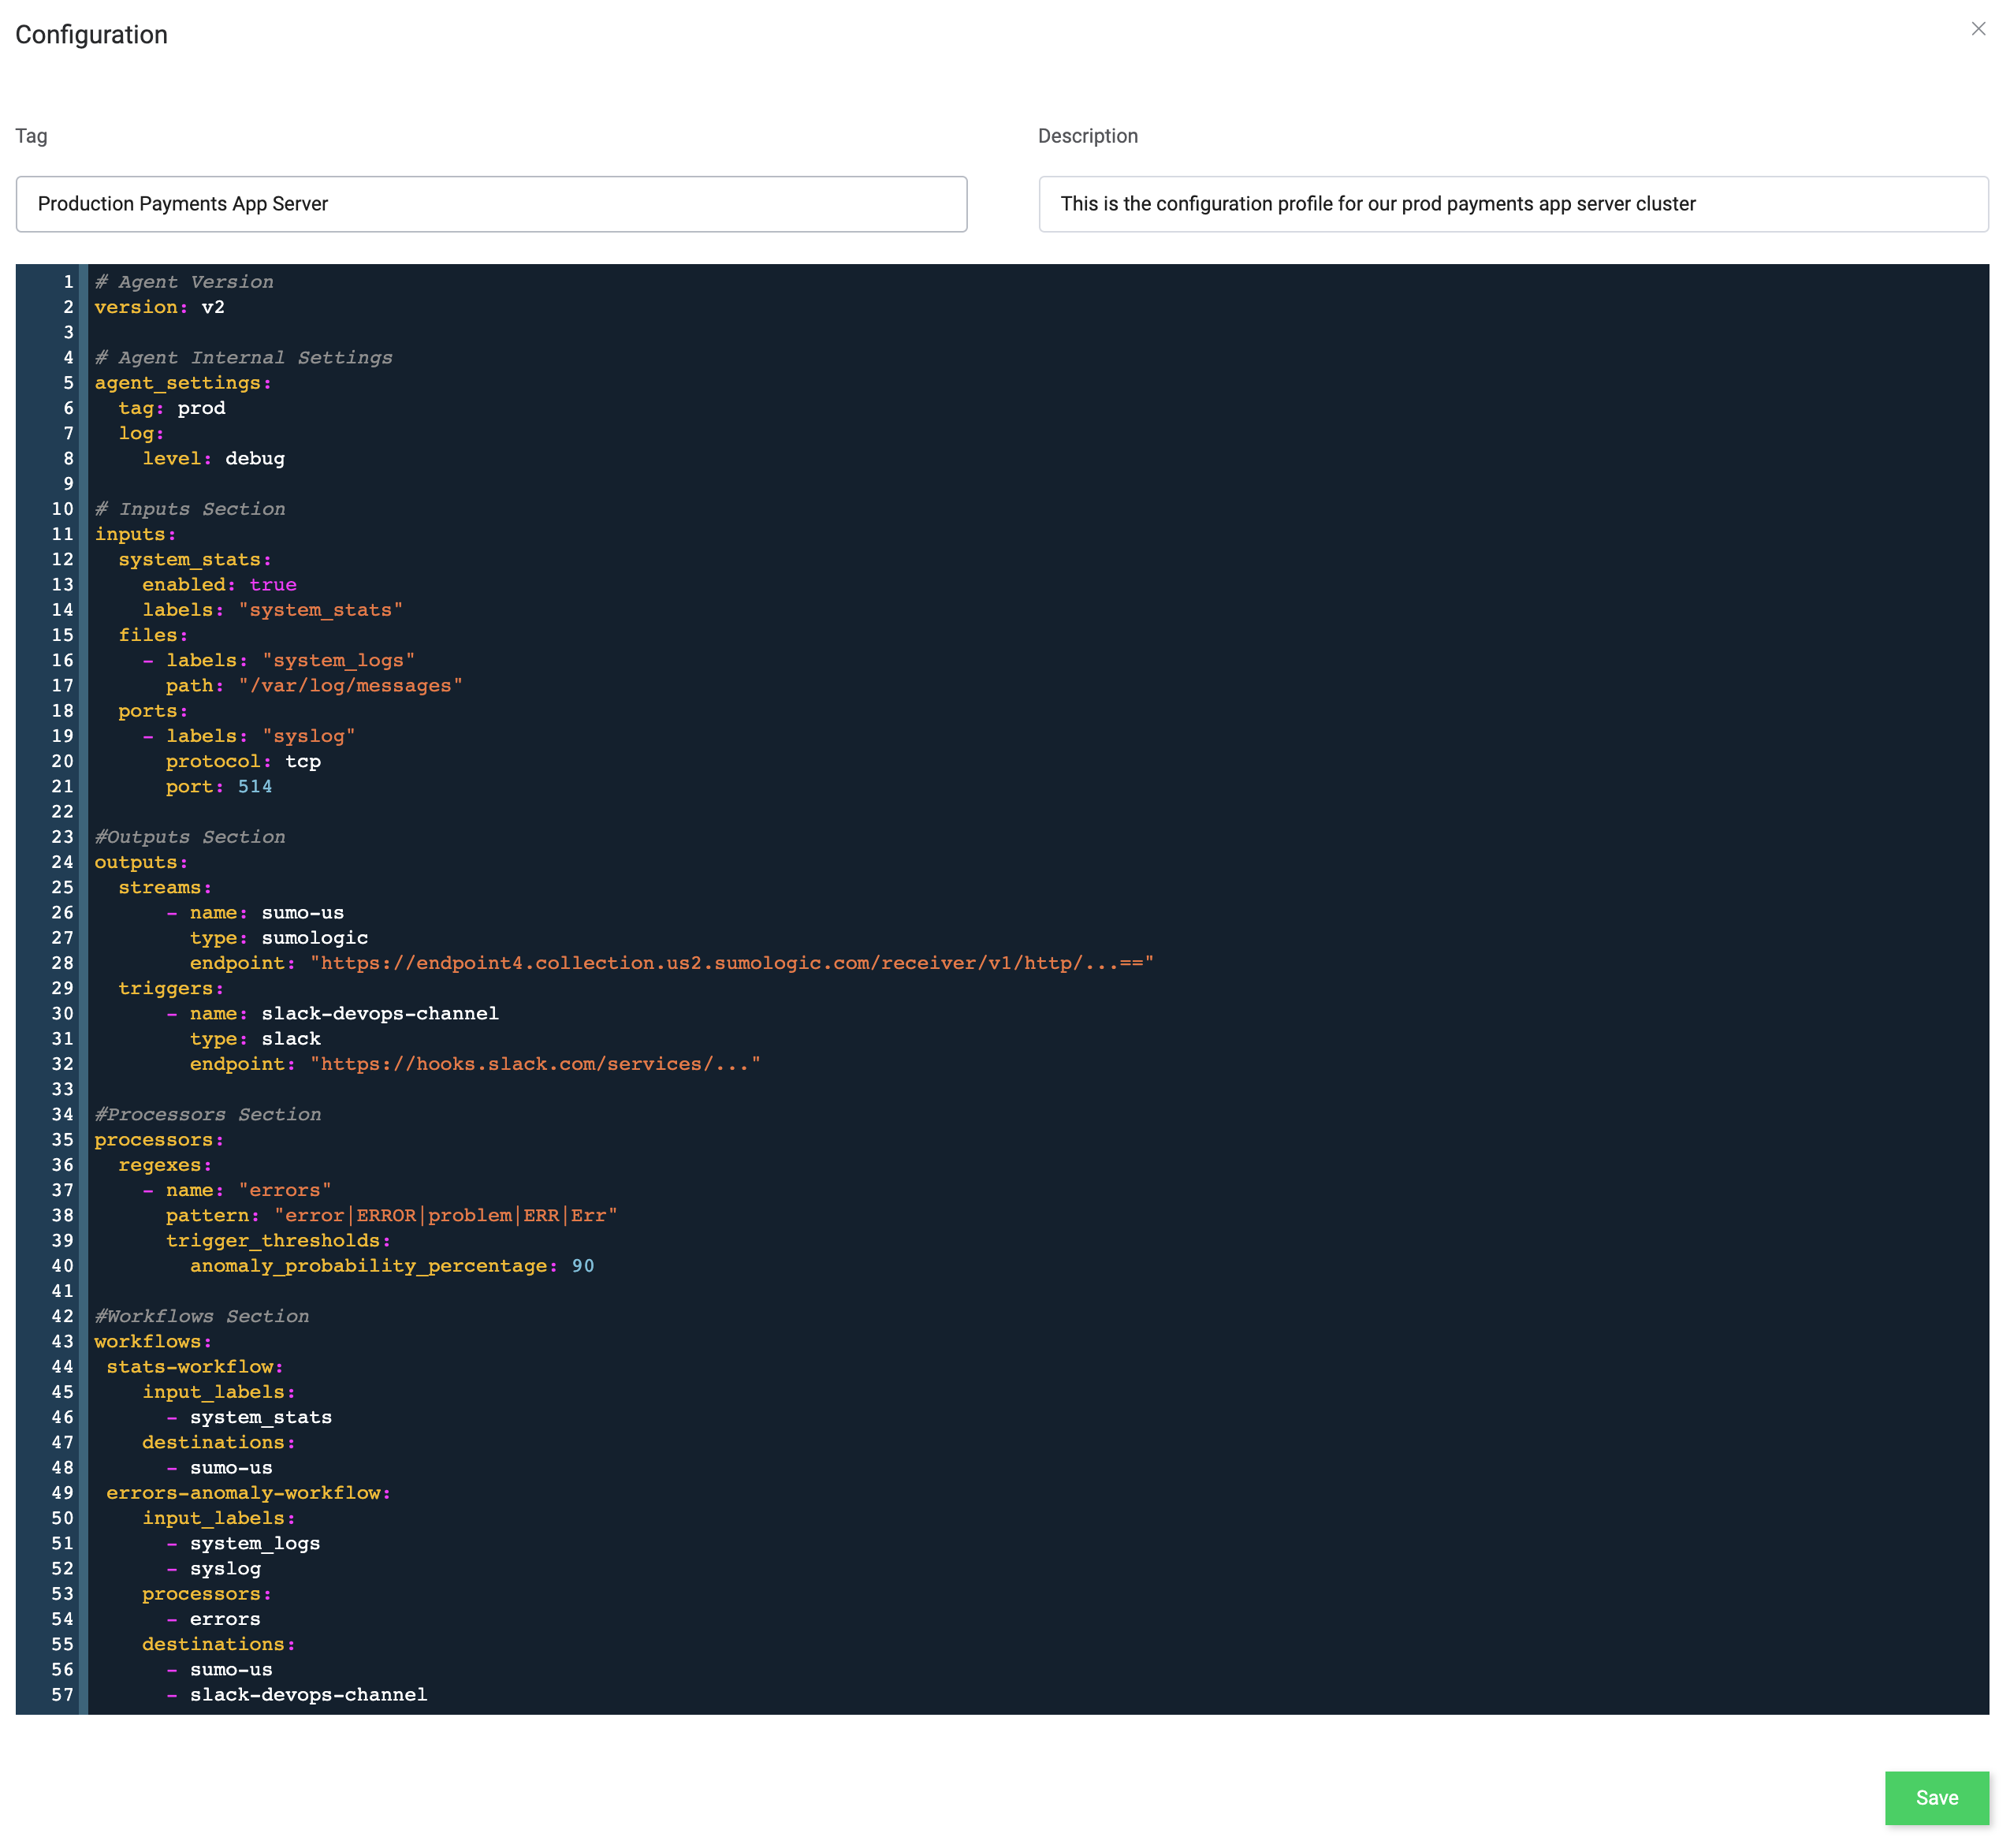 Configuration
Tag
Description
Production Payments App Server
This is the configuration profile for our prod payments app server cluster
1 # Agent Version
2 version: v2
3
4 # Agent Internal Settings
5 agent_settings:
6   tag: prod
7   log:
8     level: debug
9
10 # Inputs Section
11 inputs:
12   system_stats:
13     enabled: true
14     labels: "system_stats"
15   files:
16     - labels: "system_logs"
17       path: "/var/log/messages"
18   ports:
19     - labels: "syslog"
20       protocol: tcp
21       port: 514
22
23 #Outputs Section
24 outputs:
25   streams:
26       - name: sumo-us
27         type: sumologic
28         endpoint: "https://endpoint4.collection.us2.sumologic.com/receiver/v1/http/...=="
29   triggers:
30       - name: slack-devops-channel
31         type: slack
32         endpoint: "https://hooks.slack.com/services/..."
33
34 #Processors Section
35 processors:
36   regexes:
37     - name: "errors"
38       pattern: "error|ERROR|problem|ERR|Err"
39       trigger_thresholds:
40         anomaly_probability_percentage: 90
41
42 #Workflows Section
43 workflows:
44  stats-workflow:
45     input_labels:
46       - system_stats
47     destinations:
48       - sumo-us
49  errors-anomaly-workflow:
50     input_labels:
51       - system_logs
52       - syslog
53     processors:
54       - errors
55     destinations:
56       - sumo-us
57       - slack-devops-channel
Save